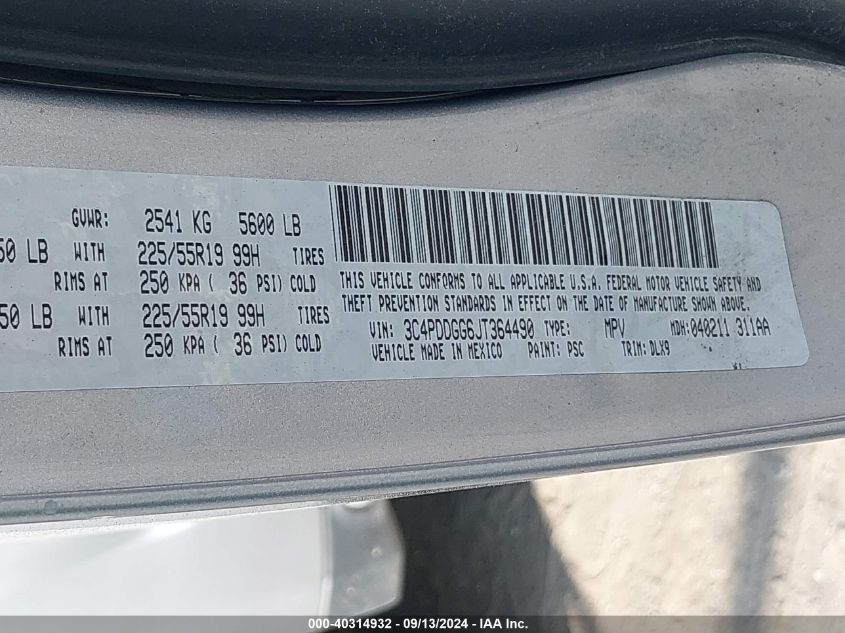 GVWR: 2541 KG 5600 LB
50 LB WITH 225/55R19 99H TIRES
RIMS AT 250 KPA ( 36 PSI) COLD
50 LB WITH 225/55R19 99H TIRES
RIMS AT 250 KPA ( 36 PSI) COLD
THIS VEHICLE CONFORMS TO ALL APPLICABLE U.S.A. FEDERAL MOTOR VEHICLE SAFETY AND
THEFT PREVENTION STANDARDS IN EFFECT ON THE DATE OF MANUFACTURE SHOWN ABOVE.
VIN: 3C4PDDGG6JT364490 TYPE: MPV MDH: 040211 311AA
VEHICLE MADE IN MEXICO PAINT: PSC TRIM: DLX9
000-40314932 - 09/13/2024 - IAA Inc.